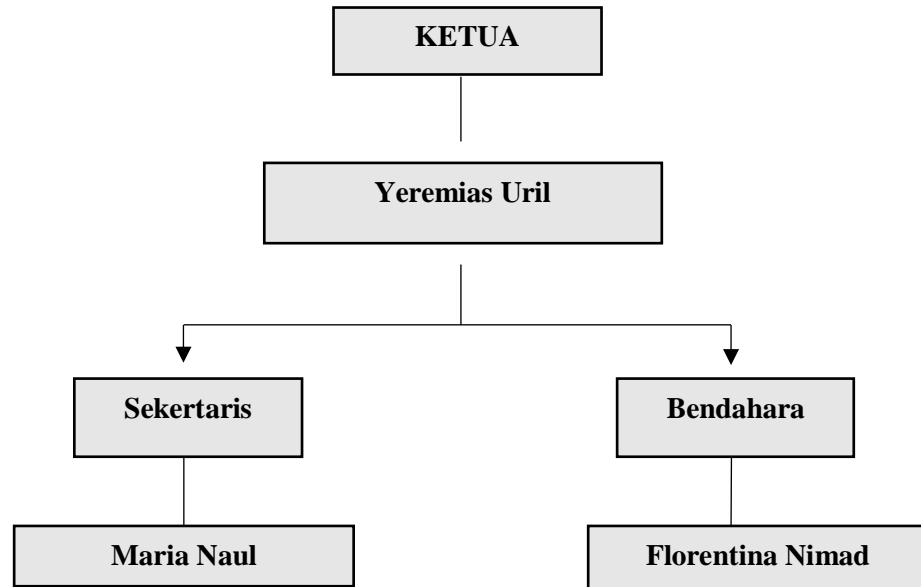 KETUA
Yeremias Uril
Sekertaris
Bendahara
Maria Naul
Florentina Nimad